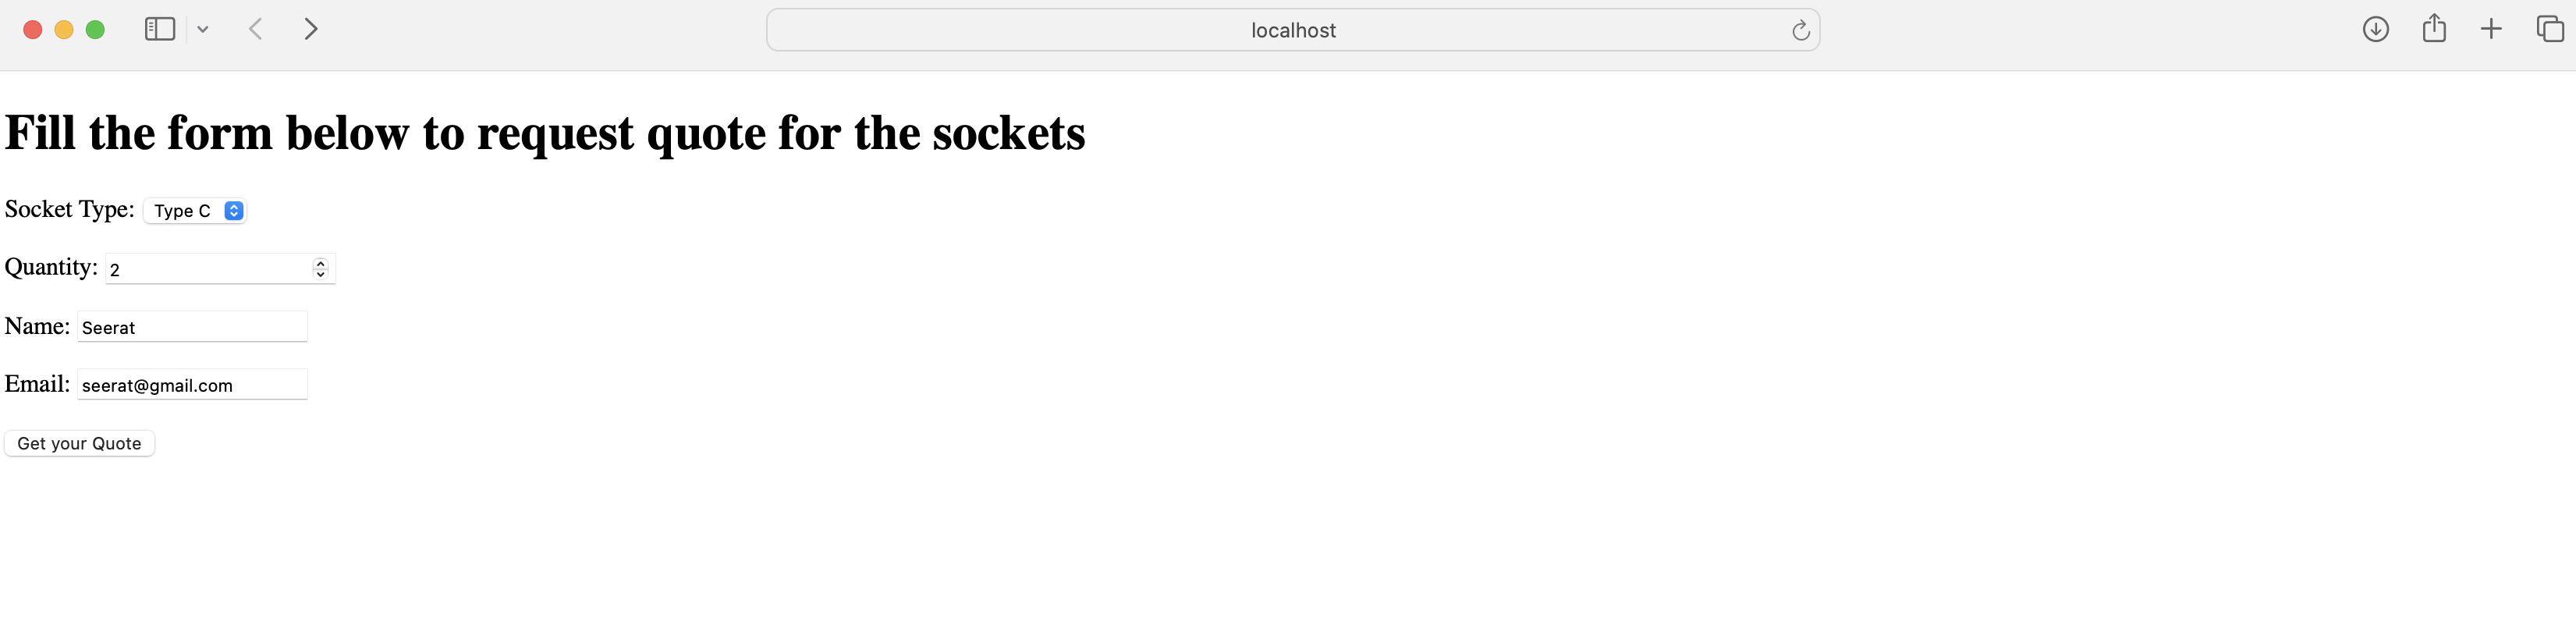 localhost
Fill the form below to request quote for the sockets
Socket Type: Type C
Quantity: 2
Name: Seerat
Email: seerat@gmail.com
Get your Quote